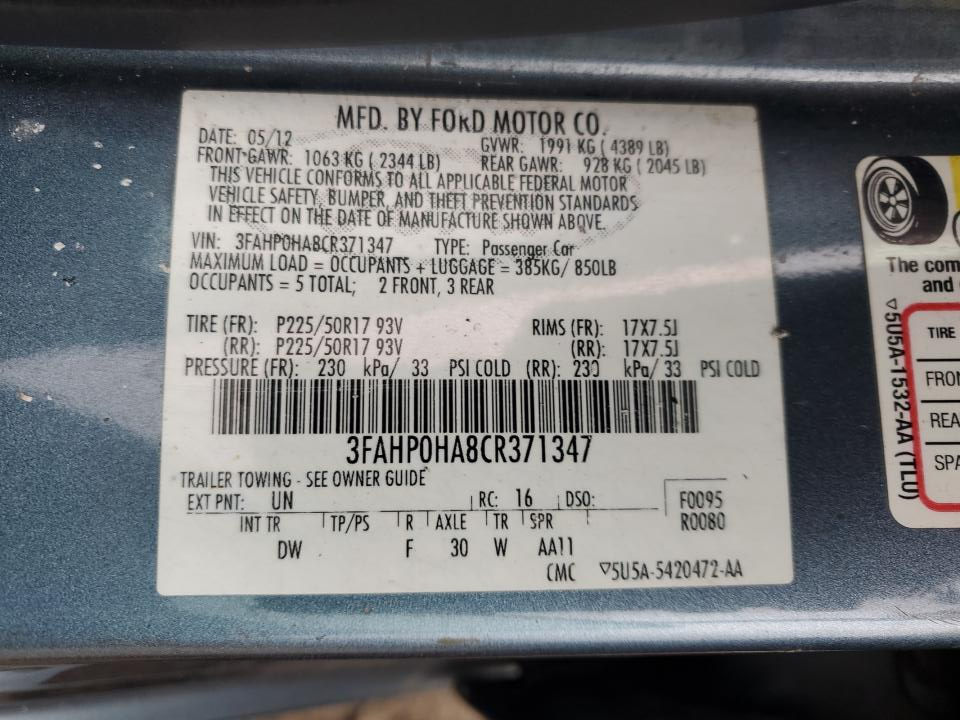 MFD. BY FORD MOTOR CO.
DATE: 05/12 GVWR: 1991 KG ( 4389 LB)
FRONT GAWR: 1063 KG ( 2344 LB) REAR GAWR: 928 KG ( 2045 LB)
THIS VEHICLE CONFORMS TO ALL APPLICABLE FEDERAL MOTOR
VEHICLE SAFETY, BUMPER, AND THEFT PREVENTION STANDARDS
IN EFFECT ON THE DATE OF MANUFACTURE SHOWN ABOVE.
VIN: 3FAHP0HA8CR371347 TYPE: Passenger Car
MAXIMUM LOAD = OCCUPANTS + LUGGAGE = 385KG/ 850LB
OCCUPANTS = 5 TOTAL; 2 FRONT, 3 REAR
TIRE (FR): P225/50R17 93V RIMS (FR): 17X7.5J
(RR): P225/50R17 93V (RR): 17X7.5J
PRESSURE (FR): 230 kPa/ 33 PSI COLD (RR): 230 kPa/ 33 PSI COLD
3FAHP0HA8CR371347
TRAILER TOWING - SEE OWNER GUIDE
EXT PNT: UN RC: 16 DSO: F0095
INT TR TP/PS R AXLE TR SPR R0080
DW F 30 W AA11
CMC ▽5U5A-5420472-AA
The com
and
▽5U5A-1532-AA (TLU)
TIRE
FRON
REA
SPA